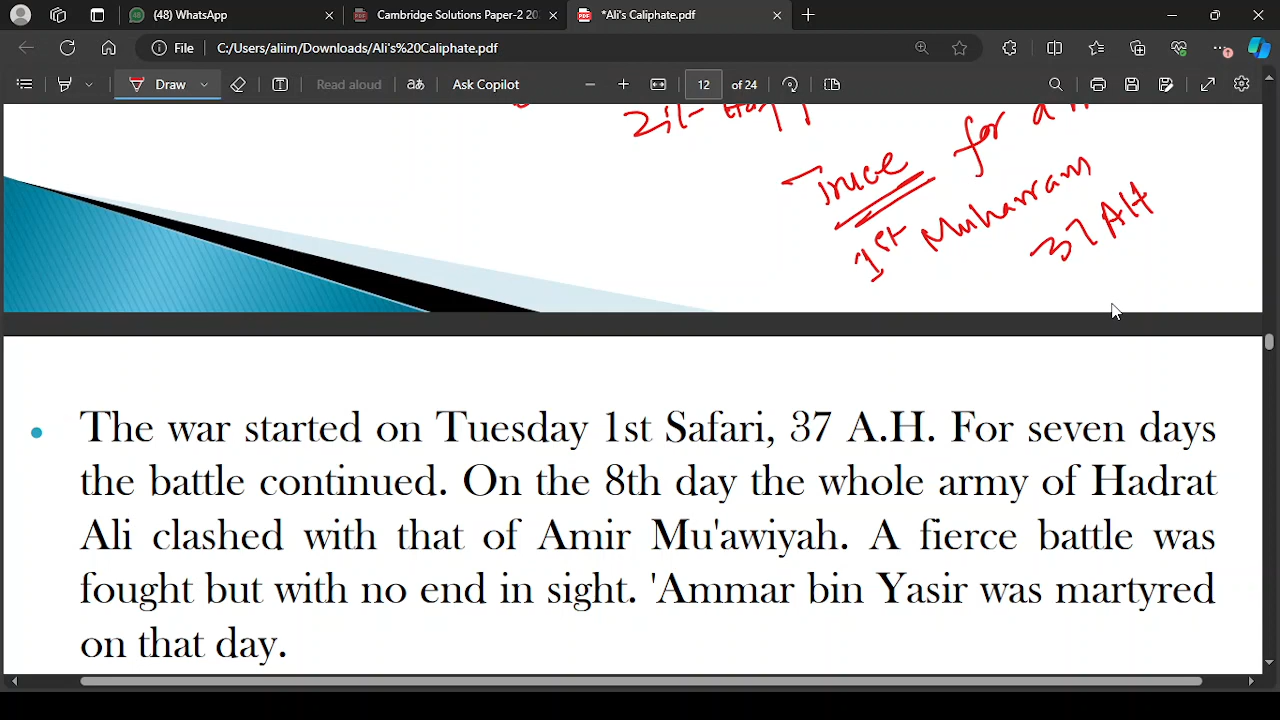 (48) WhatsApp
Cambridge Solutions Paper-2 20
*Ali's Caliphate.pdf
File
C:/Users/aliim/Downloads/Ali's%20Caliphate.pdf
Draw
Read aloud
aあ
Ask Copilot
12
of 24
Zil-
Truce for a
1st Muharram
37 AH
• The war started on Tuesday 1st Safari, 37 A.H. For seven days
the battle continued. On the 8th day the whole army of Hadrat
Ali clashed with that of Amir Mu'awiyah. A fierce battle was
fought but with no end in sight. 'Ammar bin Yasir was martyred
on that day.